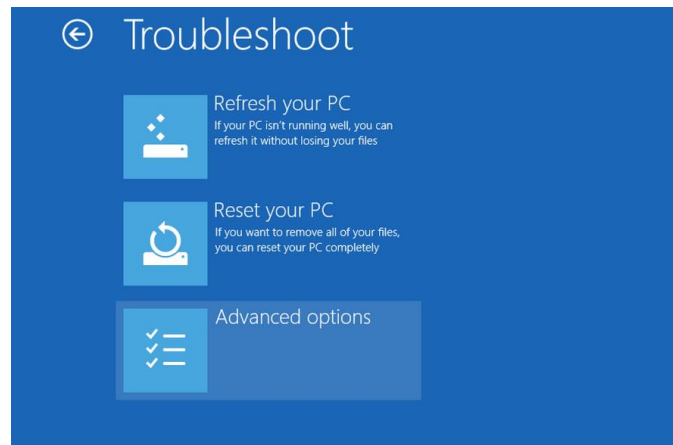 Troubleshoot
Refresh your PC
If your PC isn't running well, you can
refresh it without losing your files
Reset your PC
If you want to remove all of your files,
you can reset your PC completely
Advanced options